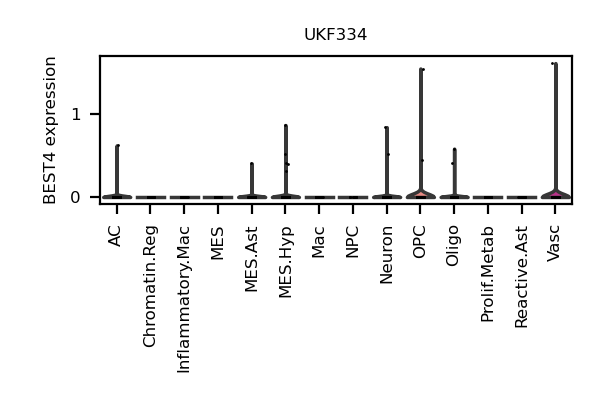 UKF334
BEST4 expression
1
0
AC
Chromatin.Reg
Inflammatory.Mac
MES
MES.Ast
MES.Hyp
Mac
NPC
Neuron
OPC
Oligo
Prolif.Metab
Reactive.Ast
Vasc